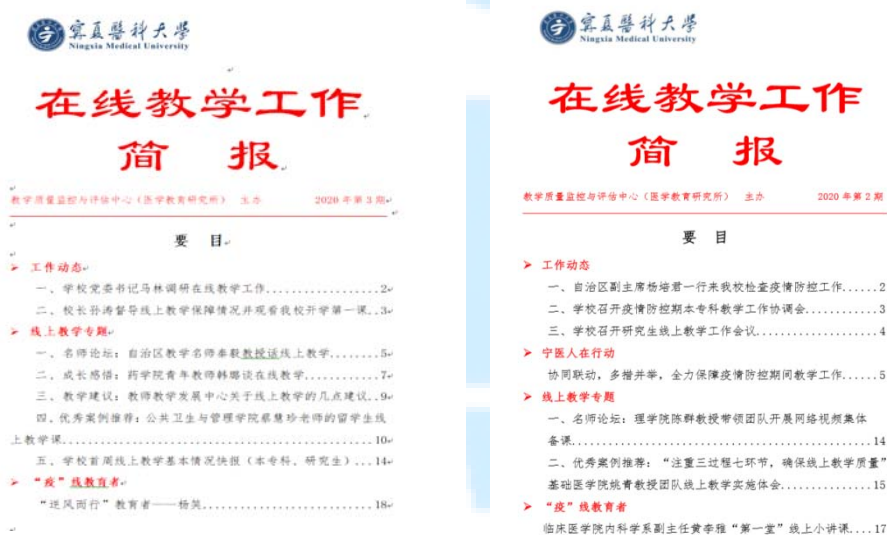 宁夏医科大学
Ningxia Medical University
在线教学工作
简 报
教学质量监控与评估中心（医学教育研究所） 主办 2020 年第 3 期
要 目
➢ 工作动态
一、学校党委书记马林调研在线教学工作.................2
二、校长孙涛督导线上教学保障情况并观看我校开学第一课..3
➢ 线上教学专题
一、名师论坛：自治区教学名师秦毅教授话线上教学........5
二、成长感悟：药学院青年教师韩璐谈在线教学............7
三、教学建议：教师教学发展中心关于线上教学的几点建议..9
四、优秀案例推荐：公共卫生与管理学院蔡慧珍老师的留学生线
上教学课..............................................10
五、学校首周线上教学基本情况快报（本专科、研究生）...14
➢ “疫”线教育者
“逆风而行”教育者——杨笑...........................18
宁夏医科大学
Ningxia Medical University
在线教学工作
简 报
教学质量监控与评估中心（医学教育研究所） 主办 2020 年第 2 期
要 目
➢ 工作动态
一、自治区副主席杨培君一行来我校检查疫情防控工作......2
二、学校召开疫情防控期本专科教学工作协调会............3
三、学校召开研究生线上教学工作会议...................4
➢ 宁医人在行动
协同联动，多措并举，全力保障疫情防控期间教学工作......5
➢ 线上教学专题
一、名师论坛：理学院陈群教授带领团队开展网络视频集体
备课..................................................14
二、优秀案例推荐：“注重三过程七环节，确保线上教学质量”
基础医学院姚青教授团队线上教学实施体会...............15
➢ “疫”线教育者
临床医学院内科学系副主任黄李雅“第一堂”线上小讲课....17